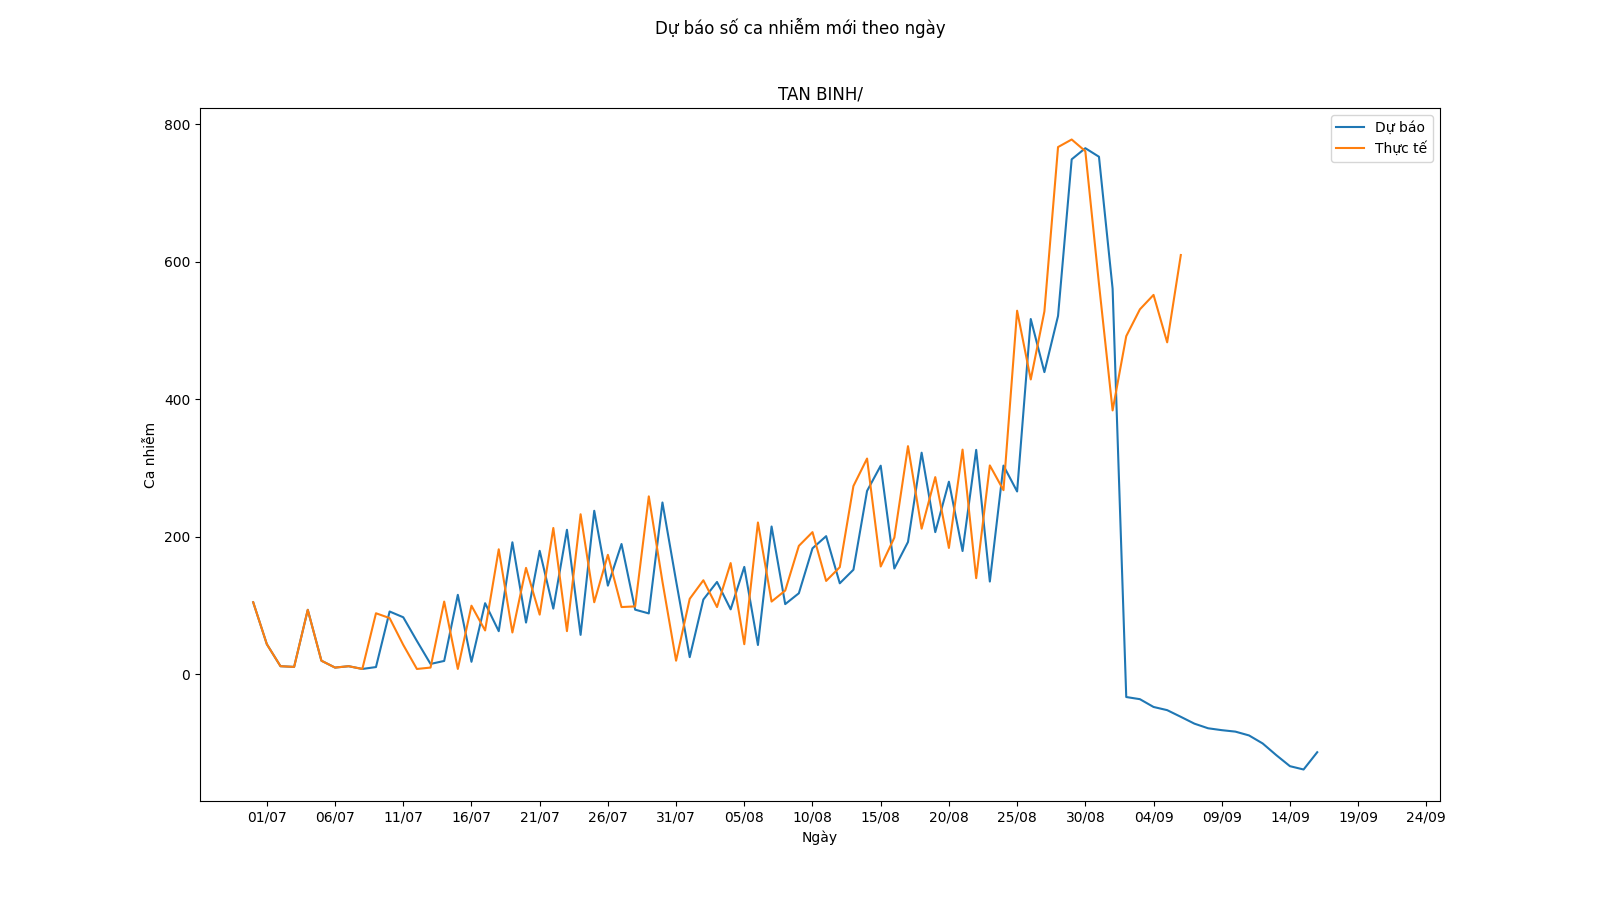 Dự báo số ca nhiễm mới theo ngày
TAN BINH/
Dự báo
Thực tế
Ca nhiễm
800
600
400
200
0
01/07 06/07 11/07 16/07 21/07 26/07 31/07 05/08 10/08 15/08 20/08 25/08 30/08 04/09 09/09 14/09 19/09 24/09
Ngày